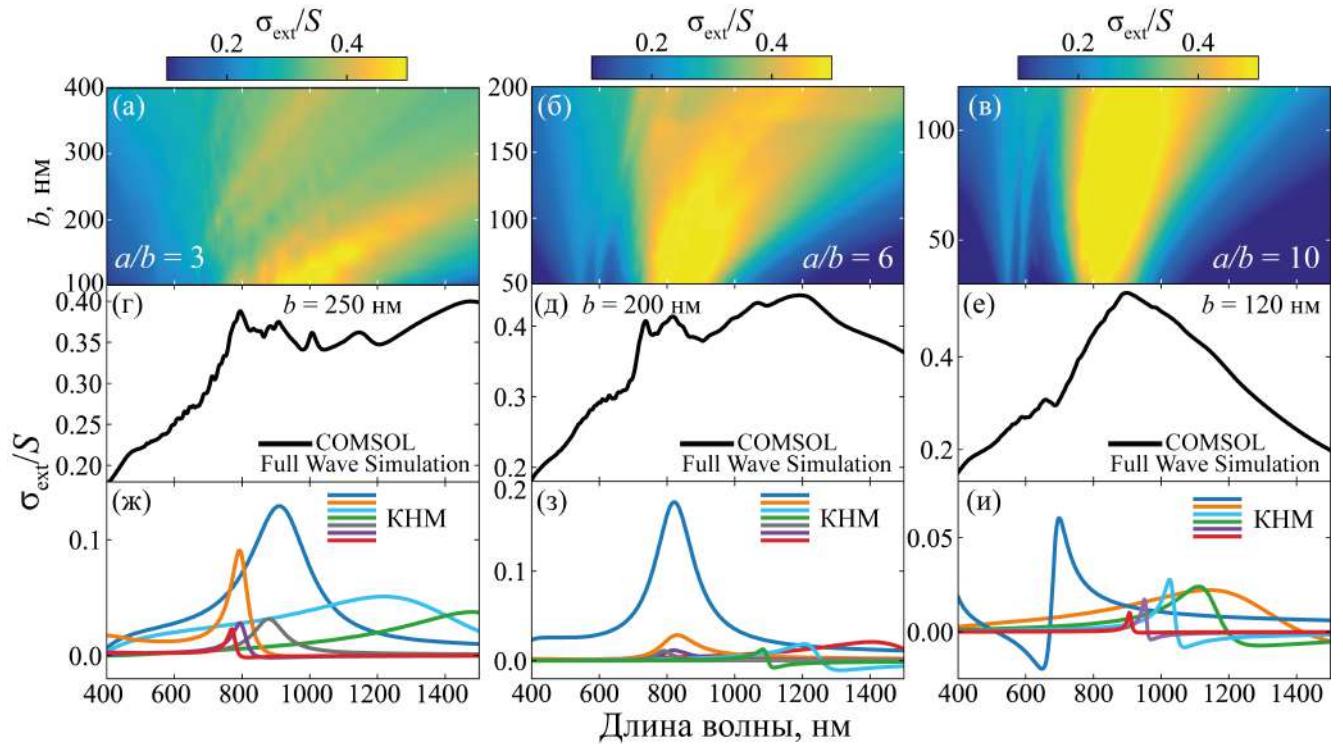 σext/S σext/S σext/S
0.2 0.4 0.2 0.4 0.2 0.4
(а) (б) (в)
400 300 200 100
b, нм
200 150 100 50
100 50
a/b = 3 a/b = 6 a/b = 10
(г) b = 250 нм (д) b = 200 нм (е) b = 120 нм
0.40 0.35 0.30 0.25 0.20
0.4 0.3 0.2
0.4 0.2
COMSOL COMSOL COMSOL
Full Wave Simulation Full Wave Simulation Full Wave Simulation
σext/S
(ж) КНМ (з) КНМ (и) КНМ
0.1 0.0
0.2 0.1 0.0
0.05 0.00
400 600 800 1000 1200 1400 400 600 800 1000 1200 1400 400 600 800 1000 1200 1400
Длина волны, нм